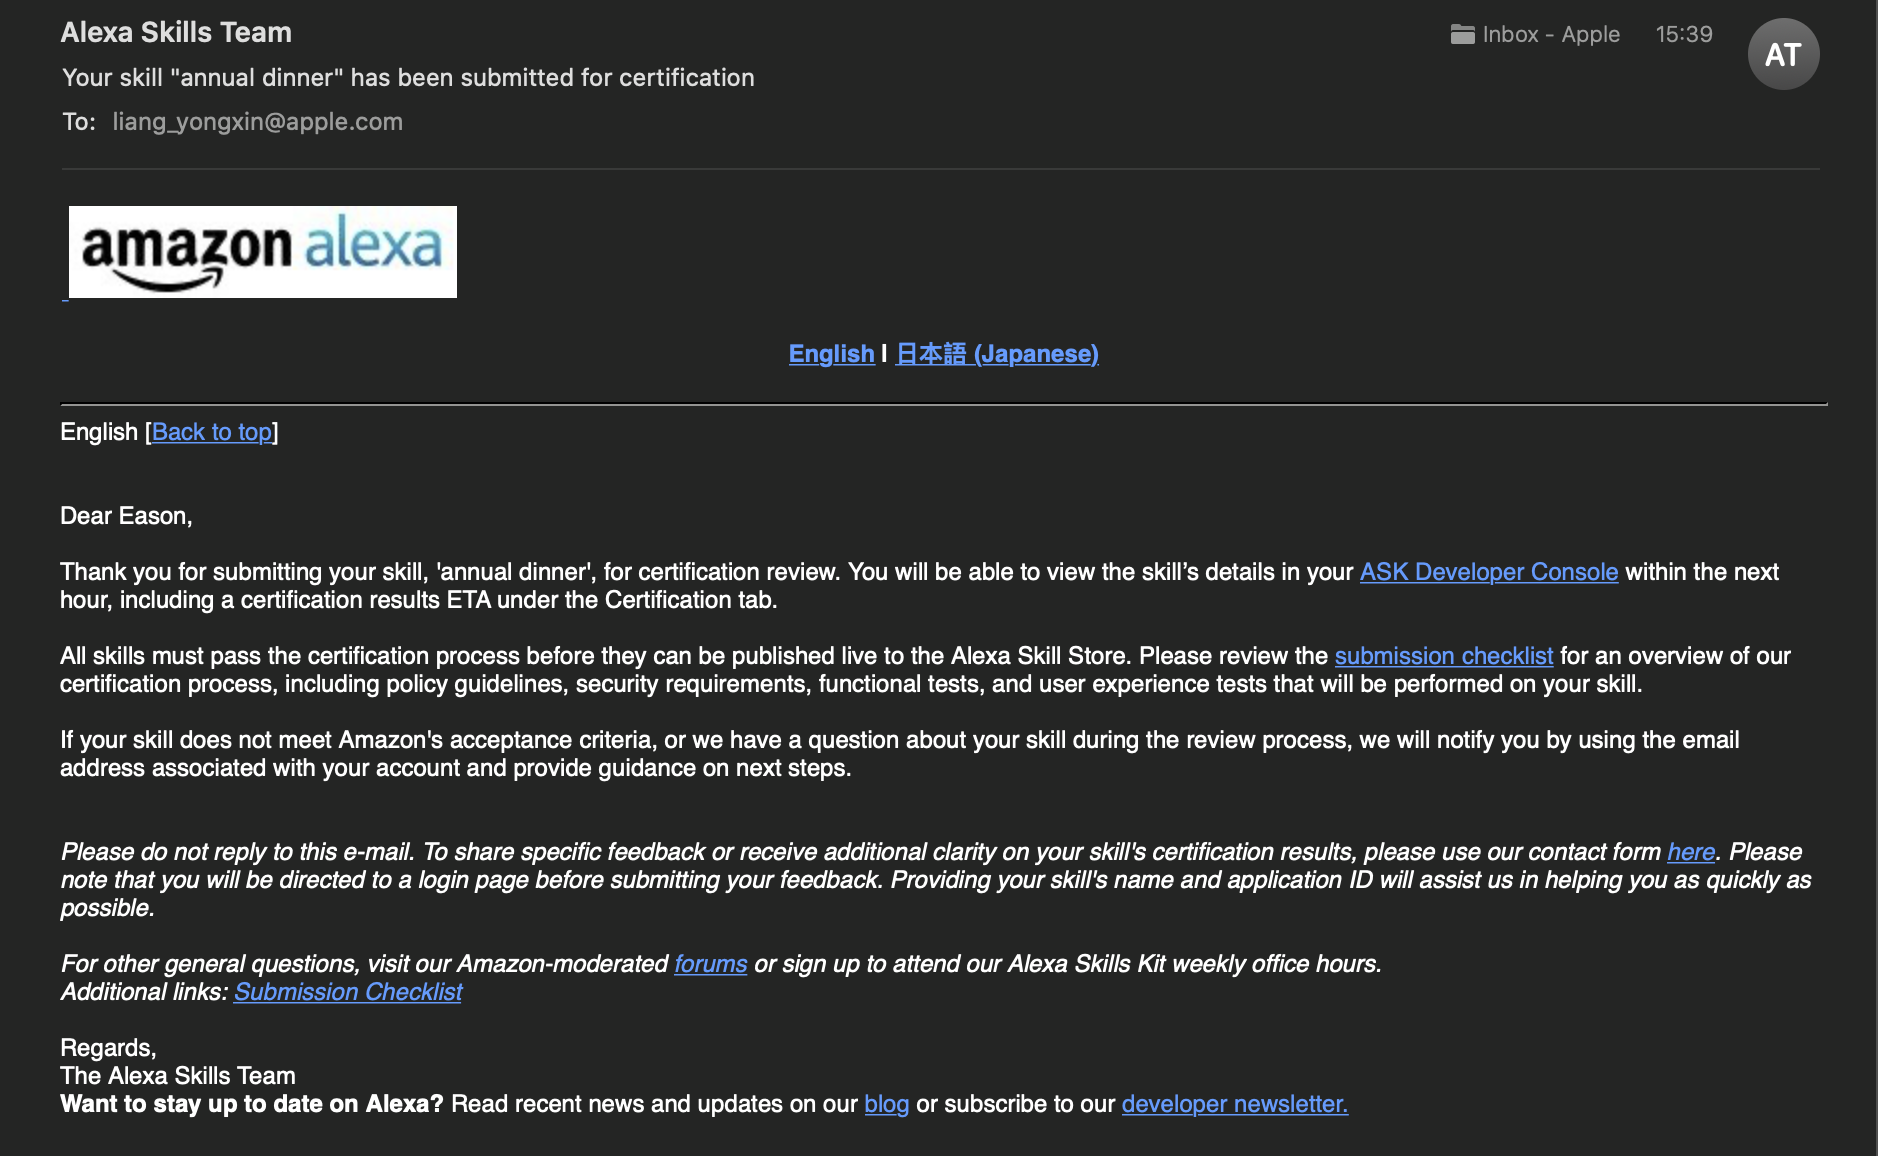 Alexa Skills Team
Inbox - Apple 15:39
AT
Your skill "annual dinner" has been submitted for certification
To: liang_yongxin@apple.com
amazon alexa
English | 日本語 (Japanese)
English [Back to top]
Dear Eason,
Thank you for submitting your skill, 'annual dinner', for certification review. You will be able to view the skill’s details in your ASK Developer Console within the next
hour, including a certification results ETA under the Certification tab.
All skills must pass the certification process before they can be published live to the Alexa Skill Store. Please review the submission checklist for an overview of our
certification process, including policy guidelines, security requirements, functional tests, and user experience tests that will be performed on your skill.
If your skill does not meet Amazon's acceptance criteria, or we have a question about your skill during the review process, we will notify you by using the email
address associated with your account and provide guidance on next steps.
Please do not reply to this e-mail. To share specific feedback or receive additional clarity on your skill's certification results, please use our contact form here. Please
note that you will be directed to a login page before submitting your feedback. Providing your skill's name and application ID will assist us in helping you as quickly as
possible.
For other general questions, visit our Amazon-moderated forums or sign up to attend our Alexa Skills Kit weekly office hours.
Additional links: Submission Checklist
Regards,
The Alexa Skills Team
Want to stay up to date on Alexa? Read recent news and updates on our blog or subscribe to our developer newsletter.